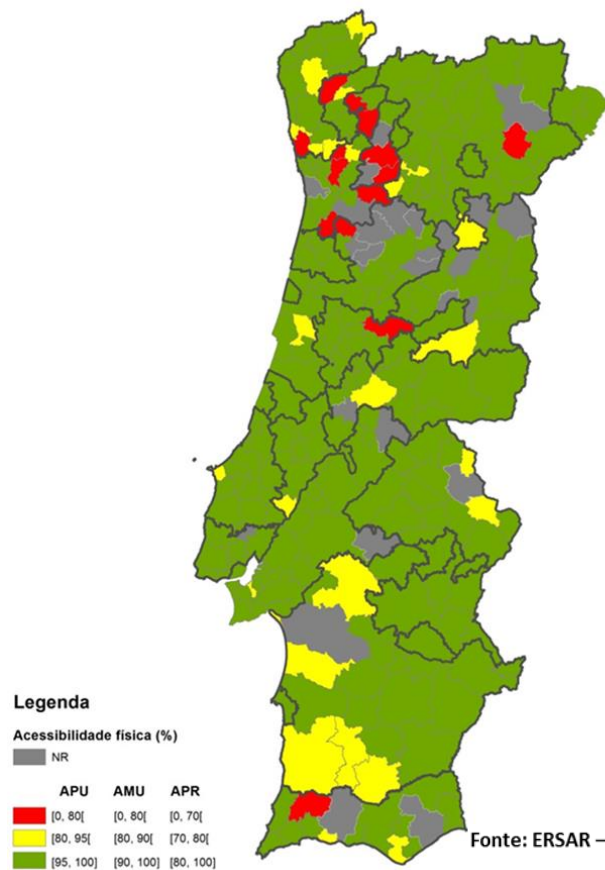 Legenda
Acessibilidade física (%)
NR
APU AMU APR
[0, 80[ [0, 80[ [0, 70[
[80, 95[ [80, 90[ [70, 80[
[95, 100] [90, 100] [80, 100]
Fonte: ERSAR –